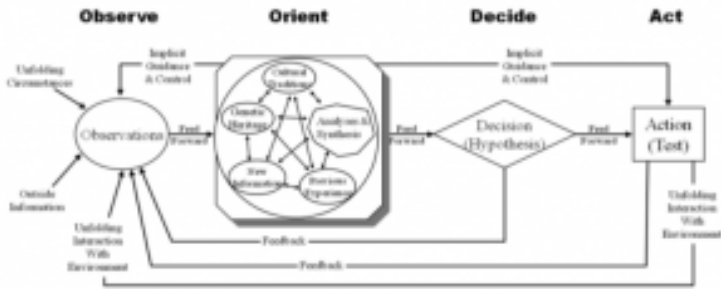 Observe
Orient
Decide
Act
Implicit
Guidance
& Control
Implicit
Guidance
& Control
Unfolding
Circumstances
Cultural
Traditions
Genetic
Heritage
Analyses &
Synthesis
New
Information
Previous
Experience
Observations
Feed
Forward
Feed
Forward
Decision
(Hypothesis)
Feed
Forward
Action
(Test)
Outside
Information
Unfolding
Interaction
With
Environment
Unfolding
Interaction
With
Environment
Feedback
Feedback